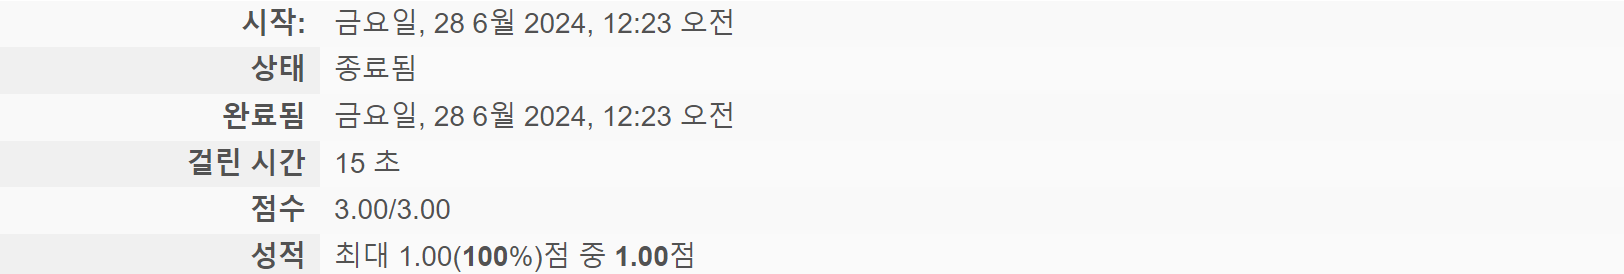 시작: 금요일, 28 6월 2024, 12:23 오전
상태 종료됨
완료됨 금요일, 28 6월 2024, 12:23 오전
걸린 시간 15 초
점수 3.00/3.00
성적 최대 1.00(100%)점 중 1.00점